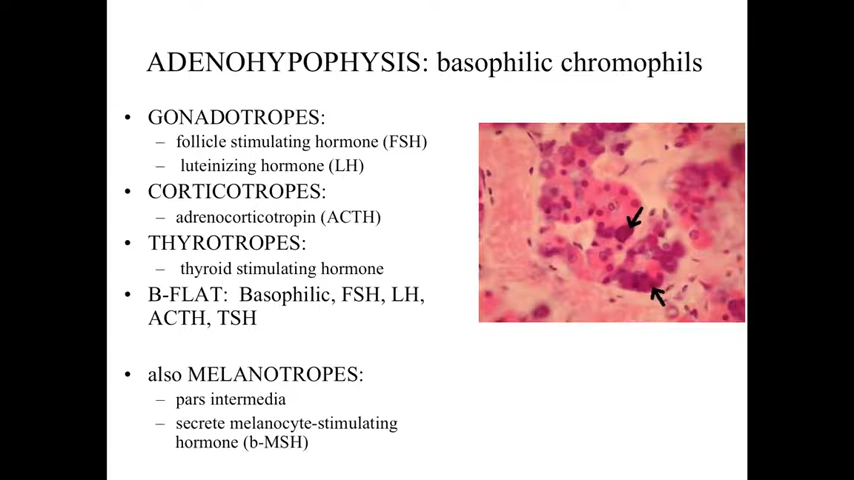 ADENOHYPOPHYSIS: basophilic chromophils
• GONADOTROPES:
– follicle stimulating hormone (FSH)
– luteinizing hormone (LH)
• CORTICOTROPES:
– adrenocorticotropin (ACTH)
• THYROTROPES:
– thyroid stimulating hormone
• B-FLAT: Basophilic, FSH, LH,
ACTH, TSH
• also MELANOTROPES:
– pars intermedia
– secrete melanocyte-stimulating
hormone (b-MSH)